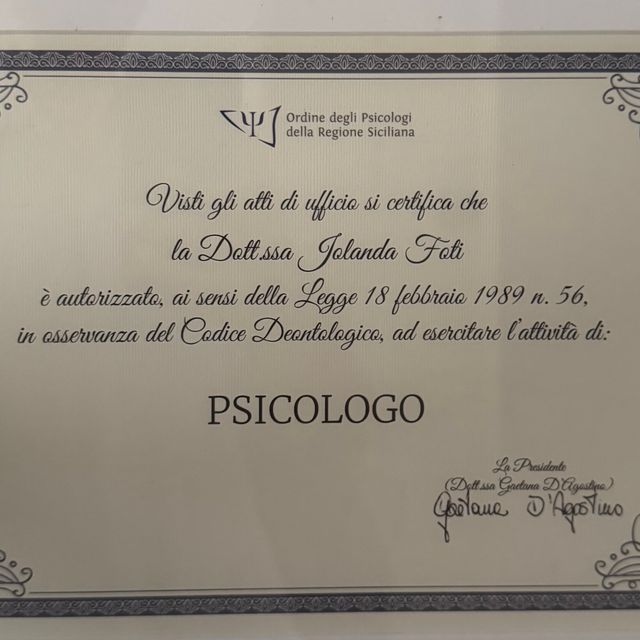 Ordine degli Psicologi
della Regione Siciliana
Visti gli atti di ufficio si certifica che
la Dott.ssa Jolanda Foti
è autorizzato, ai sensi della Legge 18 febbraio 1989 n. 56,
in osservanza del Codice Deontologico, ad esercitare l'attività di:
PSICOLOGO
La Presidente
(Dott.ssa Gaetana D'Agostino)
Gaetana D'Agostino